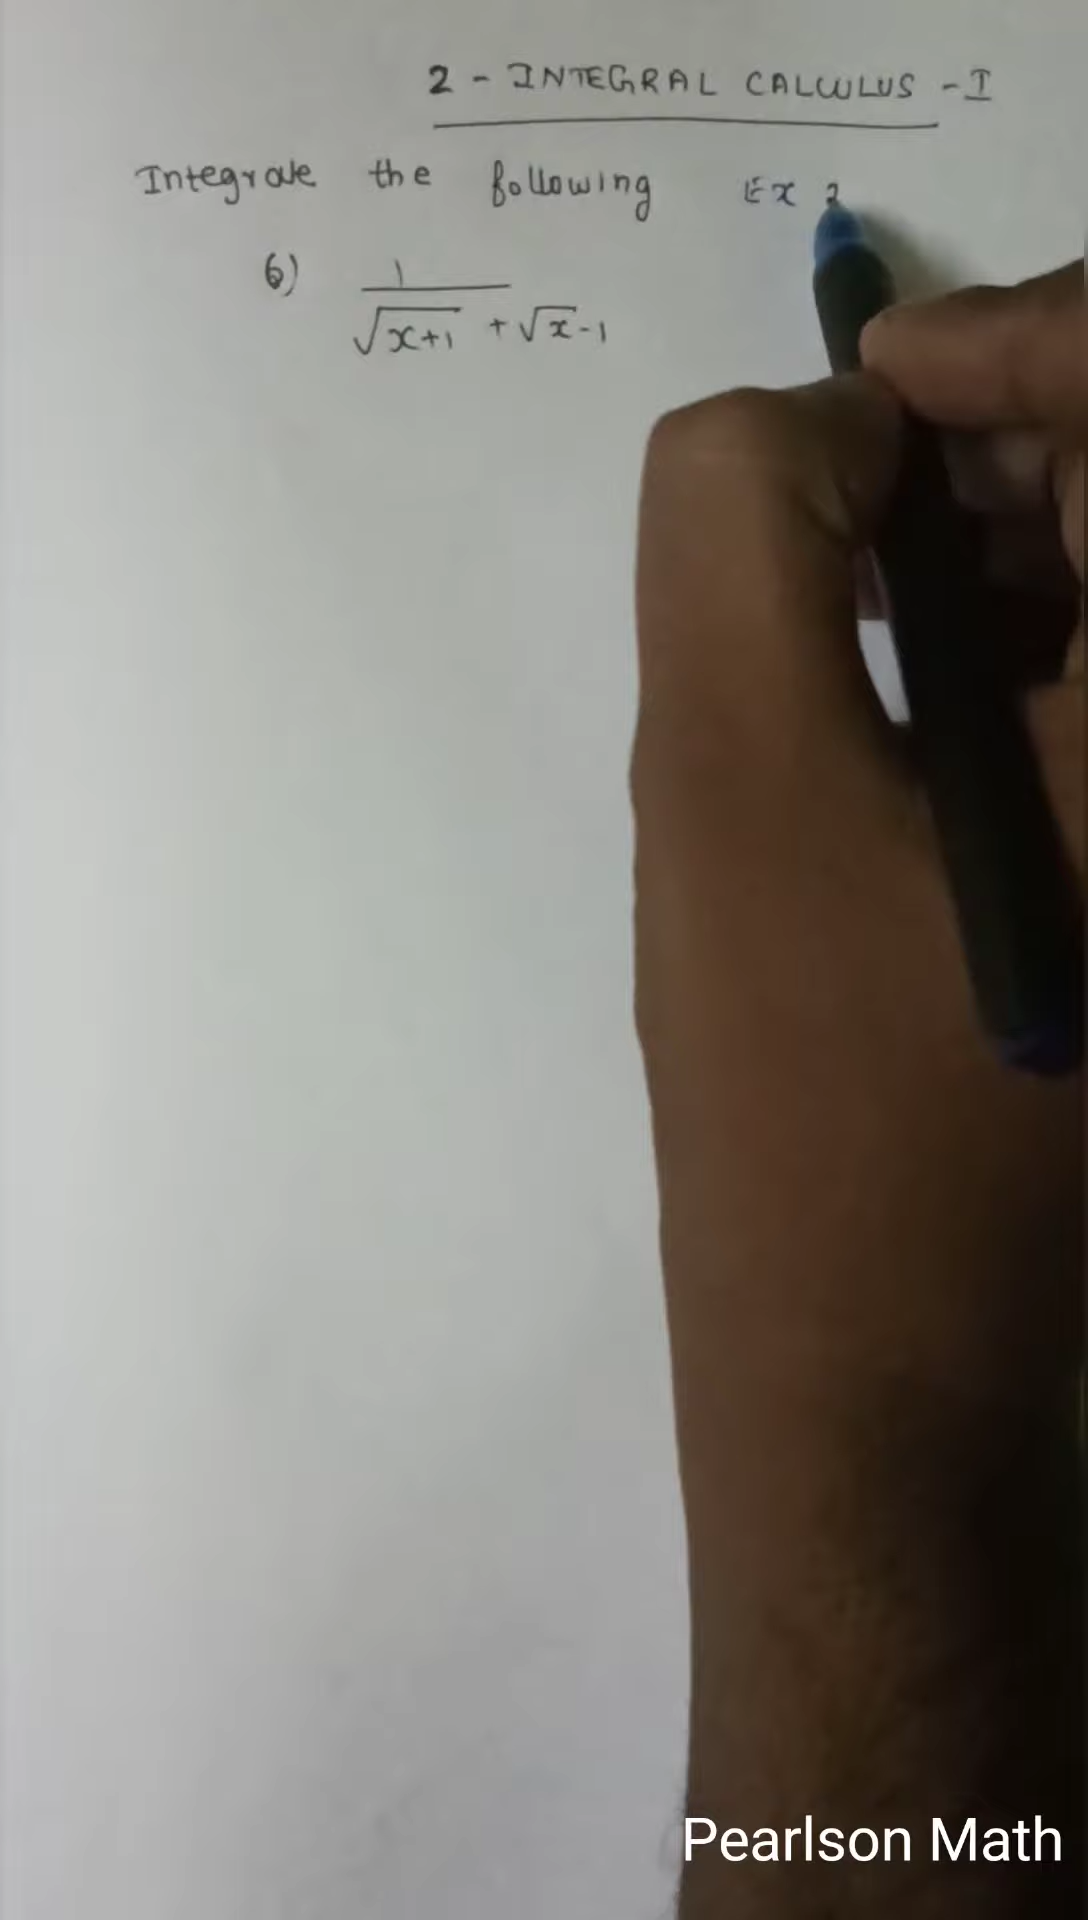 2 - INTEGRAL CALCULUS - I
Integrate the following Ex 2
6) 1
√x+1 + √x-1
Pearlson Math